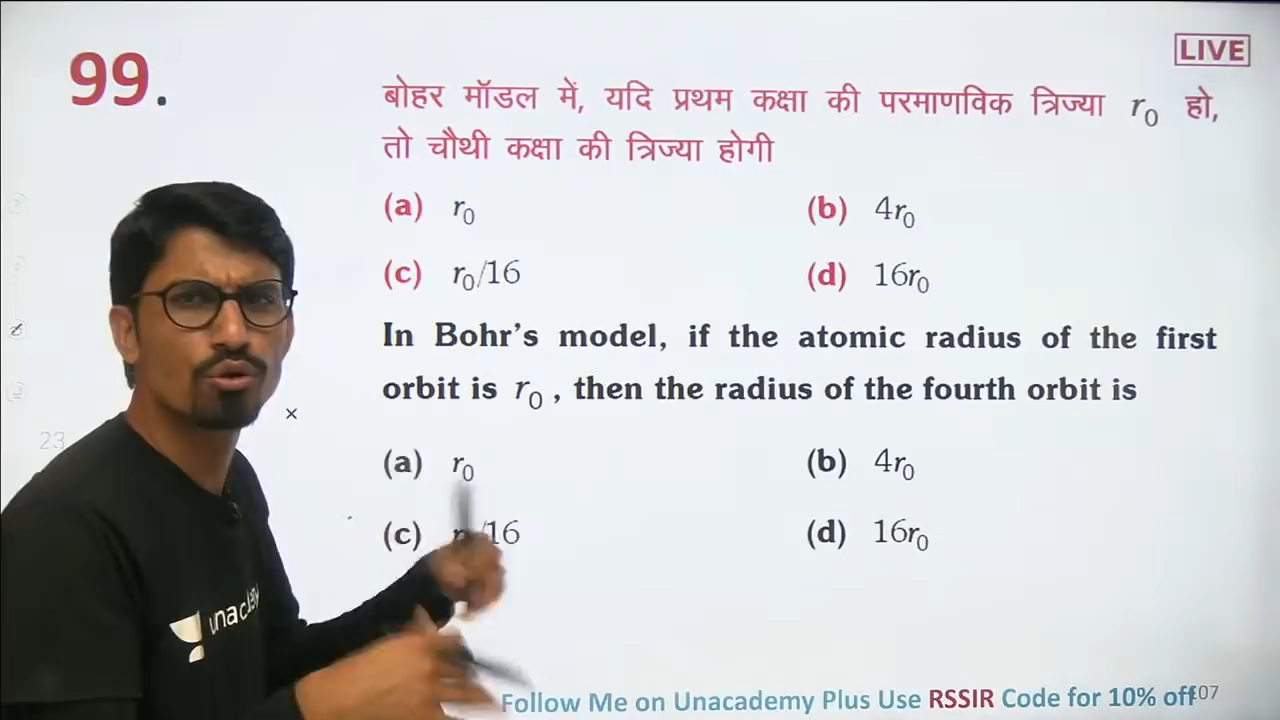 LIVE
99.
बोहर मॉडल में, यदि प्रथम कक्षा की परमाणविक त्रिज्या r₀ हो,
तो चौथी कक्षा की त्रिज्या होगी
(a) r₀ (b) 4r₀
(c) r₀/16 (d) 16r₀
In Bohr's model, if the atomic radius of the first
orbit is r₀, then the radius of the fourth orbit is
(a) r₀ (b) 4r₀
(c) /16 (d) 16r₀
23
unacademy
Follow Me on Unacademy Plus Use RSSIR Code for 10% off